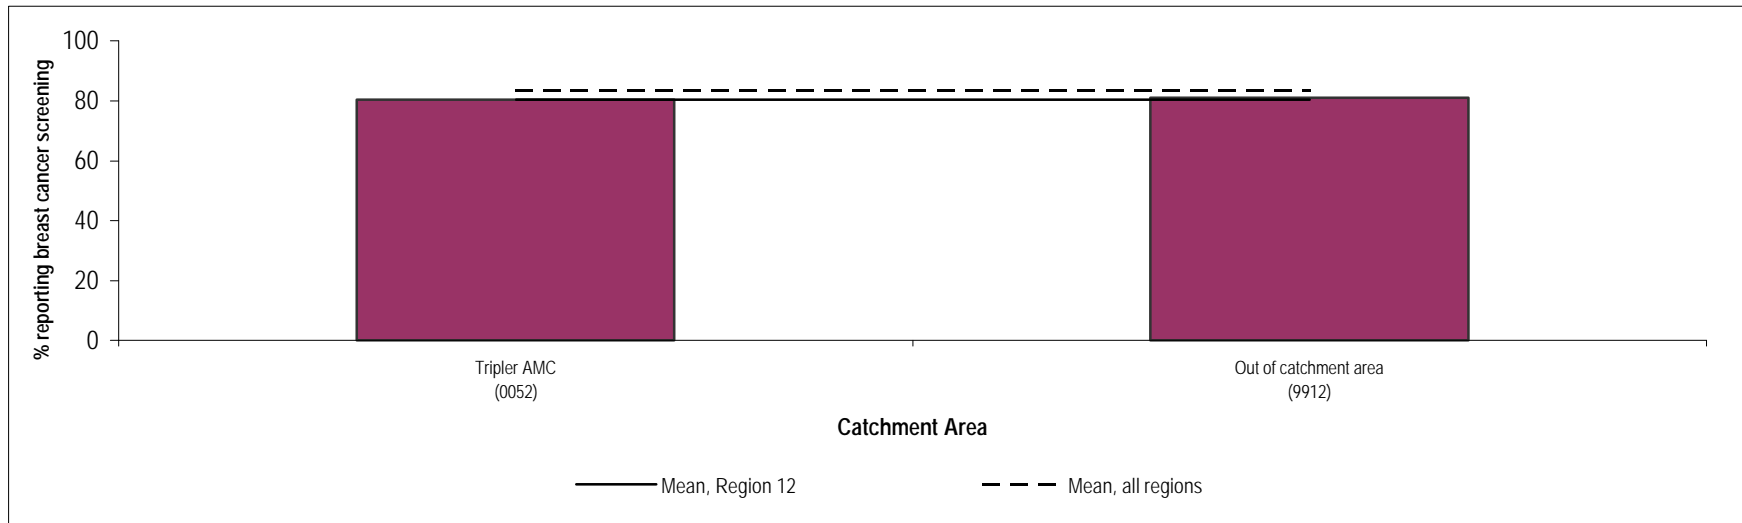 % reporting breast cancer screening
100
80
60
40
20
0
Tripler AMC
(0052)
Out of catchment area
(9912)
Catchment Area
Mean, Region 12
Mean, all regions